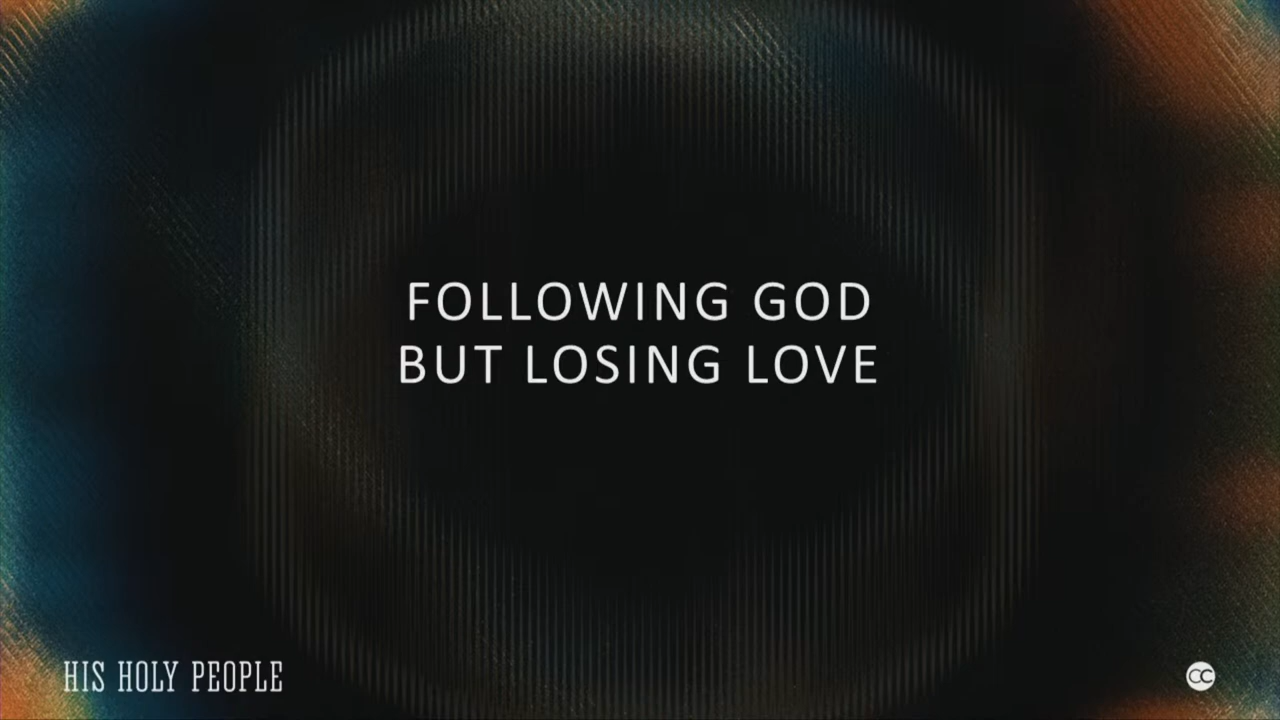 FOLLOWING GOD
BUT LOSING LOVE
HIS HOLY PEOPLE
CC